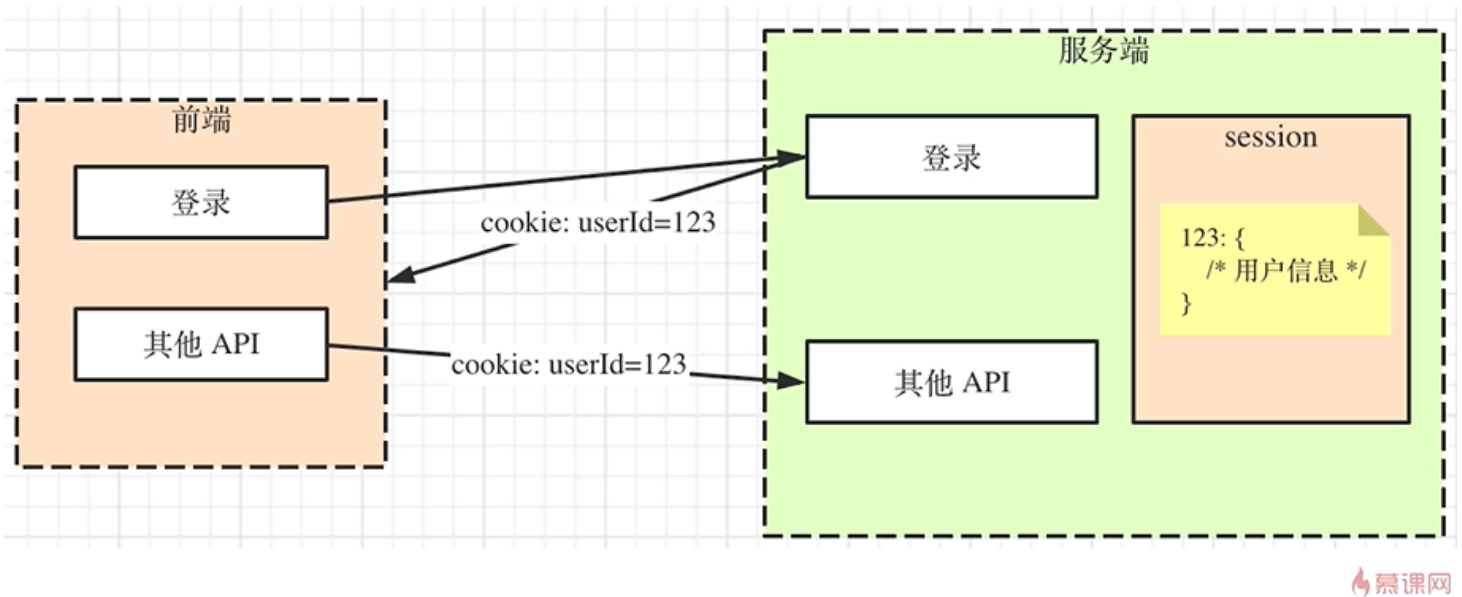 前端
登录
其他 API
cookie: userId=123
cookie: userId=123
服务端
登录
其他 API
session
123: {
/* 用户信息 */
}
慕课网